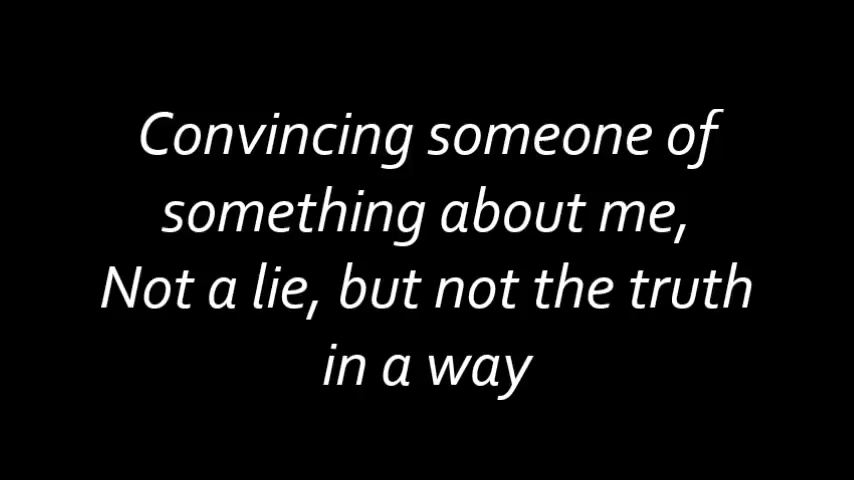 Convincing someone of
something about me,
Not a lie, but not the truth
in a way